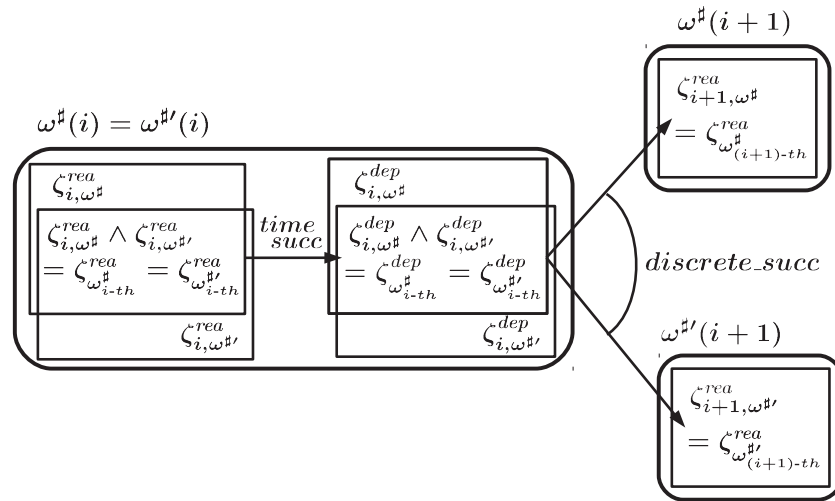 ω♯(i + 1)
ζ^{rea}_{i+1,ω♯}
= ζ^{rea}_{ω♯_{(i+1)-th}}
ω♯(i) = ω♯′(i)
ζ^{rea}_{i,ω♯}
ζ^{rea}_{i,ω♯} ∧ ζ^{rea}_{i,ω♯′}
= ζ^{rea}_{ω♯_{i-th}} = ζ^{rea}_{ω♯′_{i-th}}
ζ^{rea}_{i,ω♯′}
time
succ
ζ^{dep}_{i,ω♯}
ζ^{dep}_{i,ω♯} ∧ ζ^{dep}_{i,ω♯′}
= ζ^{dep}_{ω♯_{i-th}} = ζ^{dep}_{ω♯′_{i-th}}
ζ^{dep}_{i,ω♯′}
discrete_succ
ω♯′(i + 1)
ζ^{rea}_{i+1,ω♯′}
= ζ^{rea}_{ω♯′_{(i+1)-th}}